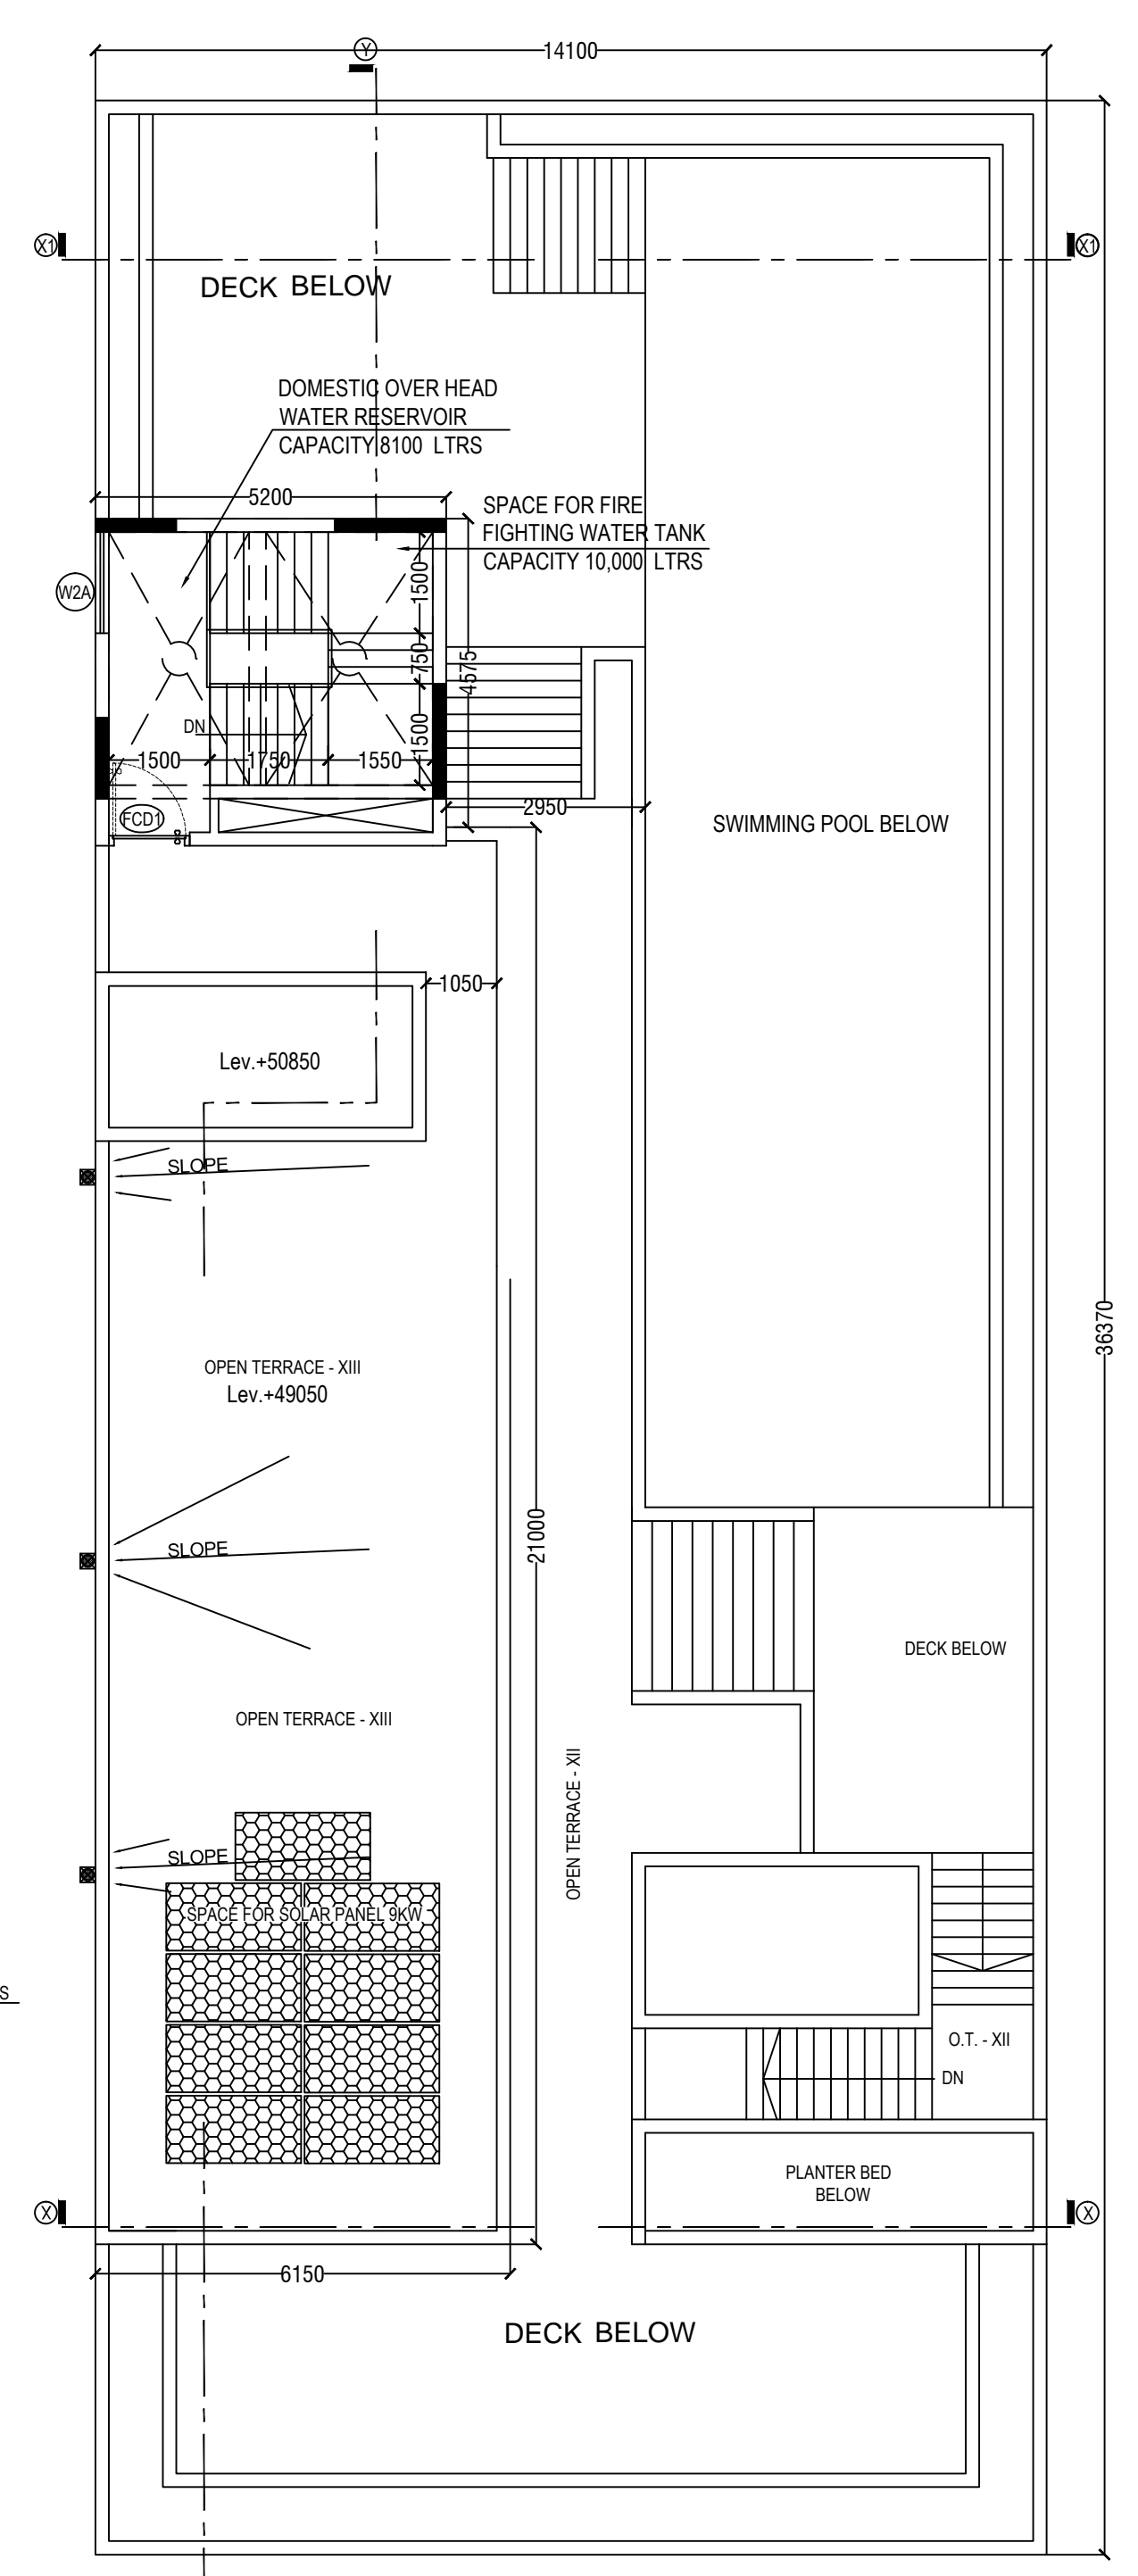 14100
Y
X1
X1
DECK BELOW
DOMESTIC OVER HEAD
WATER RESERVOIR
CAPACITY 8100 LTRS
5200
SPACE FOR FIRE
FIGHTING WATER TANK
CAPACITY 10,000 LTRS
W2A
1500
750
4575
1500
DN
1500
1750
1550
FCD1
2950
SWIMMING POOL BELOW
1050
Lev.+50850
SLOPE
36370
OPEN TERRACE - XIII
Lev.+49050
21000
SLOPE
DECK BELOW
OPEN TERRACE - XIII
OPEN TERRACE - XII
SLOPE
SPACE FOR SOLAR PANEL 9KW
S
O.T. - XII
DN
PLANTER BED
BELOW
X
X
6150
DECK BELOW